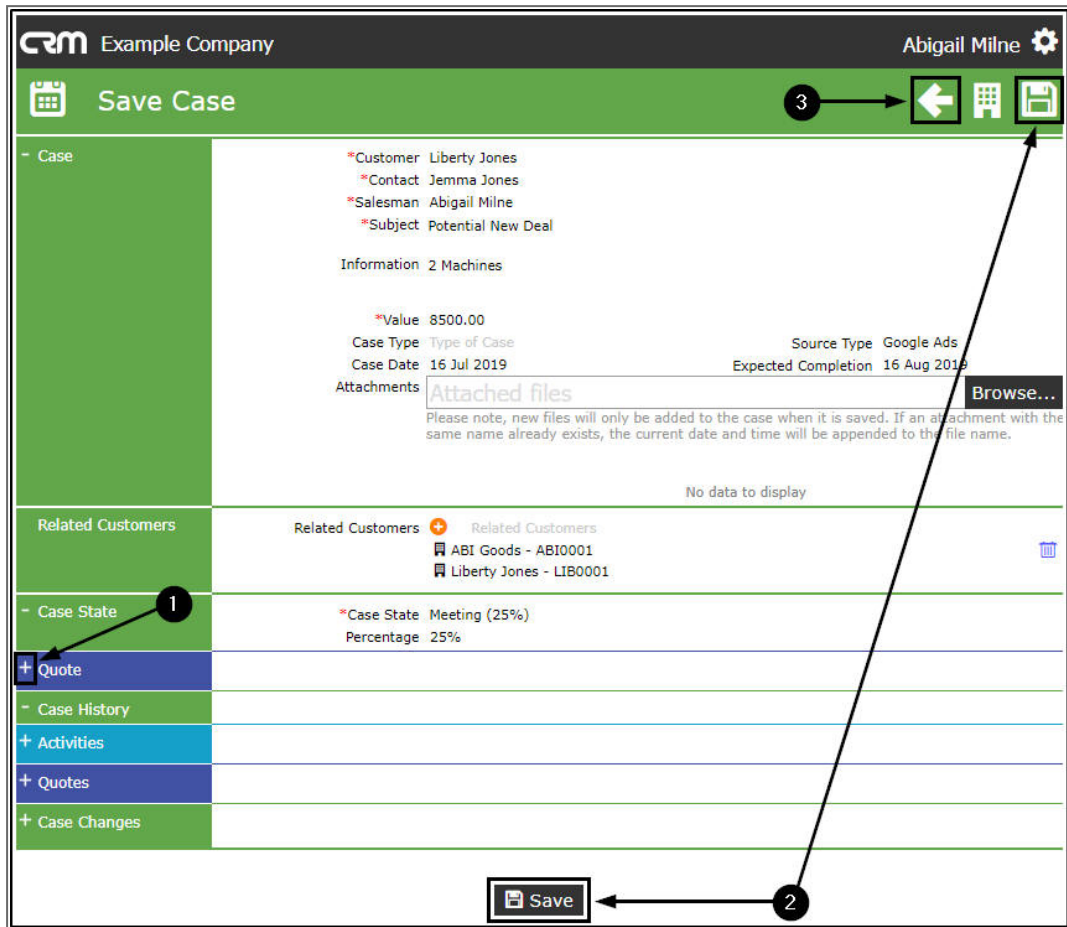 CRM Example Company Abigail Milne
Save Case 3
- Case
*Customer Liberty Jones
*Contact Jemma Jones
*Salesman Abigail Milne
*Subject Potential New Deal
Information 2 Machines
*Value 8500.00
Case Type Type of Case Source Type Google Ads
Case Date 16 Jul 2019 Expected Completion 16 Aug 2019
Attachments Attached files Browse...
Please note, new files will only be added to the case when it is saved. If an attachment with the
same name already exists, the current date and time will be appended to the file name.
No data to display
Related Customers Related Customers Related Customers
ABI Goods - ABI0001
Liberty Jones - LIB0001
- Case State 1 *Case State Meeting (25%)
Percentage 25%
+ Quote
- Case History
+ Activities
+ Quotes
+ Case Changes
Save 2